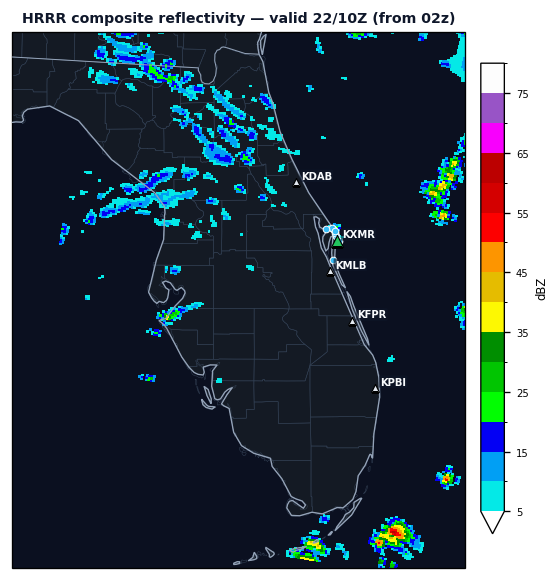 HRRR composite reflectivity — valid 22/10Z (from 02z)
75
65
55
45
35
25
15
5
dBZ
KDAB
KXMR
KMLB
KFPR
KPBI